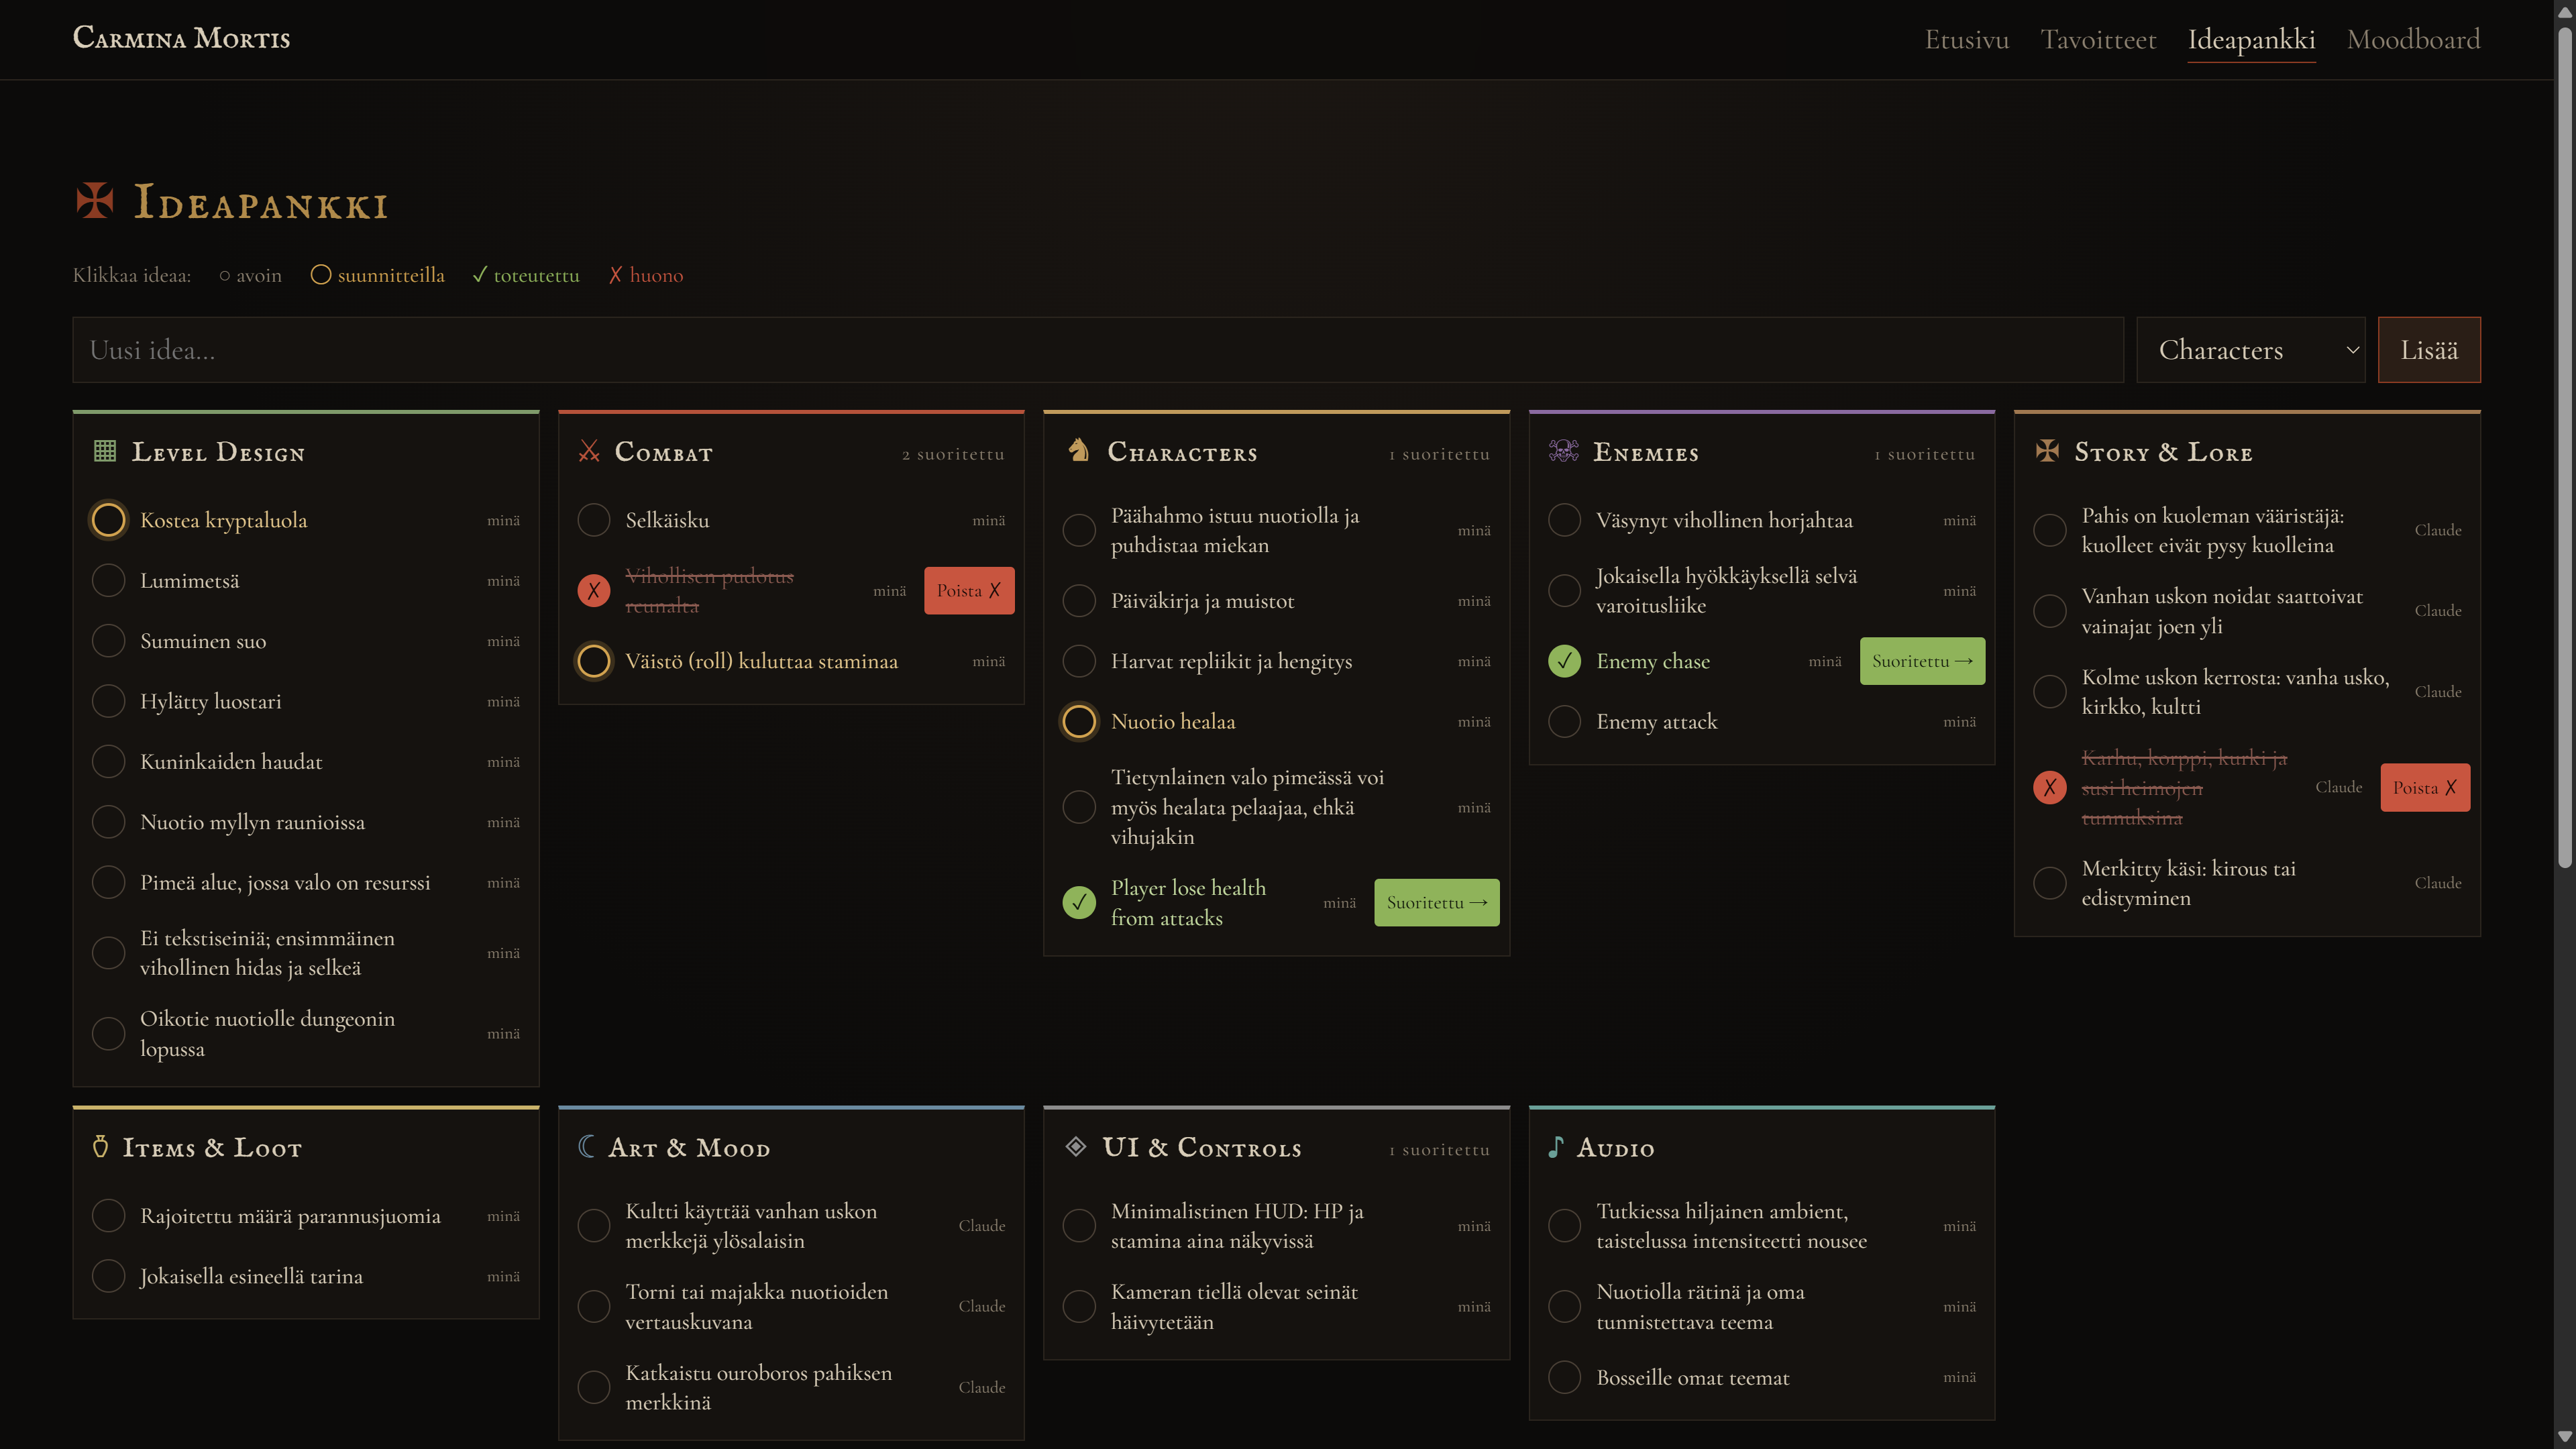 Carmina Mortis
Etusivu Tavoitteet Ideapankki Moodboard
✠ Ideapankki
Klikkaa ideaa: ○ avoin ◯ suunnitteilla ✓ toteutettu ✗ huono
Uusi idea...
Characters
Lisää
Level Design
Kostea kryptaluola minä
Lumimetsä minä
Sumuinen suo minä
Hylätty luostari minä
Kuninkaiden haudat minä
Nuotio myllyn raunioissa minä
Pimeä alue, jossa valo on resurssi minä
Ei tekstiseiniä; ensimmäinen
vihollinen hidas ja selkeä minä
Oikotie nuotiolle dungeonin
lopussa minä
Combat 2 suoritettu
Selkäisku minä
Vihollisen pudotus
reunalta minä Poista ✗
Väistö (roll) kuluttaa staminaa minä
Characters 1 suoritettu
Päähahmo istuu nuotiolla ja
puhdistaa miekan minä
Päiväkirja ja muistot minä
Harvat repliikit ja hengitys minä
Nuotio healaa minä
Tietynlainen valo pimeässä voi
myös healata pelaajaa, ehkä minä
vihujakin
Player lose health
from attacks minä Suoritettu →
Enemies 1 suoritettu
Väsynyt vihollinen horjahtaa minä
Jokaisella hyökkäyksellä selvä
varoitusliike minä
Enemy chase minä Suoritettu →
Enemy attack minä
Story & Lore
Pahis on kuoleman vääristäjä:
kuolleet eivät pysy kuolleina Claude
Vanhan uskon noidat saattoivat
vainajat joen yli Claude
Kolme uskon kerrosta: vanha usko,
kirkko, kultti Claude
Karhu, korppi, kurki ja
susi heimojen Claude Poista ✗
tunnuksina
Merkitty käsi: kirous tai
edistyminen Claude
Items & Loot
Rajoitettu määrä parannusjuomia minä
Jokaisella esineellä tarina minä
Art & Mood
Kultti käyttää vanhan uskon
merkkejä ylösalaisin Claude
Torni tai majakka nuotioiden
vertauskuvana Claude
Katkaistu ouroboros pahiksen
merkkinä Claude
UI & Controls 1 suoritettu
Minimalistinen HUD: HP ja
stamina aina näkyvissä minä
Kameran tiellä olevat seinät
häivytetään minä
Audio
Tutkiessa hiljainen ambient,
taistelussa intensiteetti nousee minä
Nuotiolla rätinä ja oma
tunnistettava teema minä
Bosseille omat teemat minä